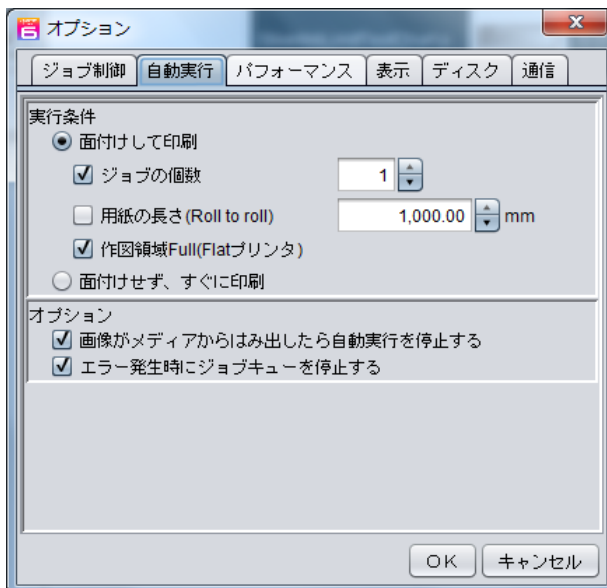 オプション
ジョブ制御 自動実行 パフォーマンス 表示 ディスク 通信
実行条件
面付けして印刷
ジョブの個数 1
用紙の長さ(Roll to roll) 1,000.00 mm
作図領域Full(Flatプリンタ)
面付けせず、すぐに印刷
オプション
画像がメディアからはみ出したら自動実行を停止する
エラー発生時にジョブキューを停止する
OK キャンセル